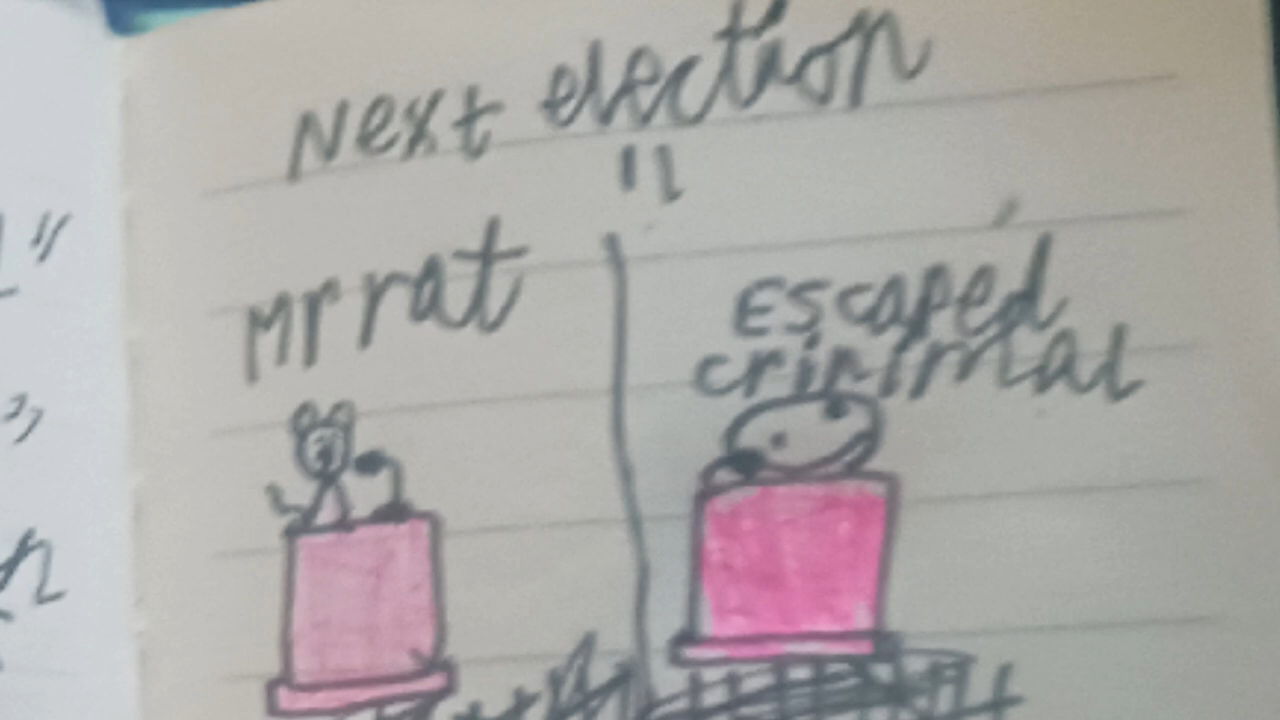 Next election
"
Mr rat
Escaped
criminal